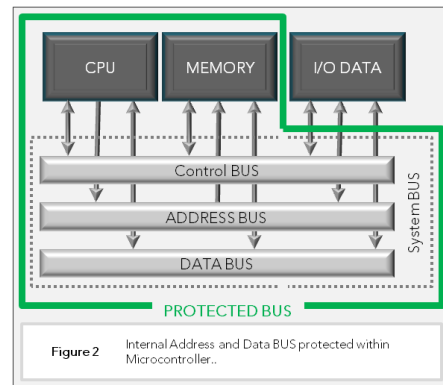 CPU
MEMORY
I/O DATA
Control BUS
ADDRESS BUS
DATA BUS
System BUS
PROTECTED BUS
Figure 2
Internal Address and Data BUS protected within
Microcontroller..